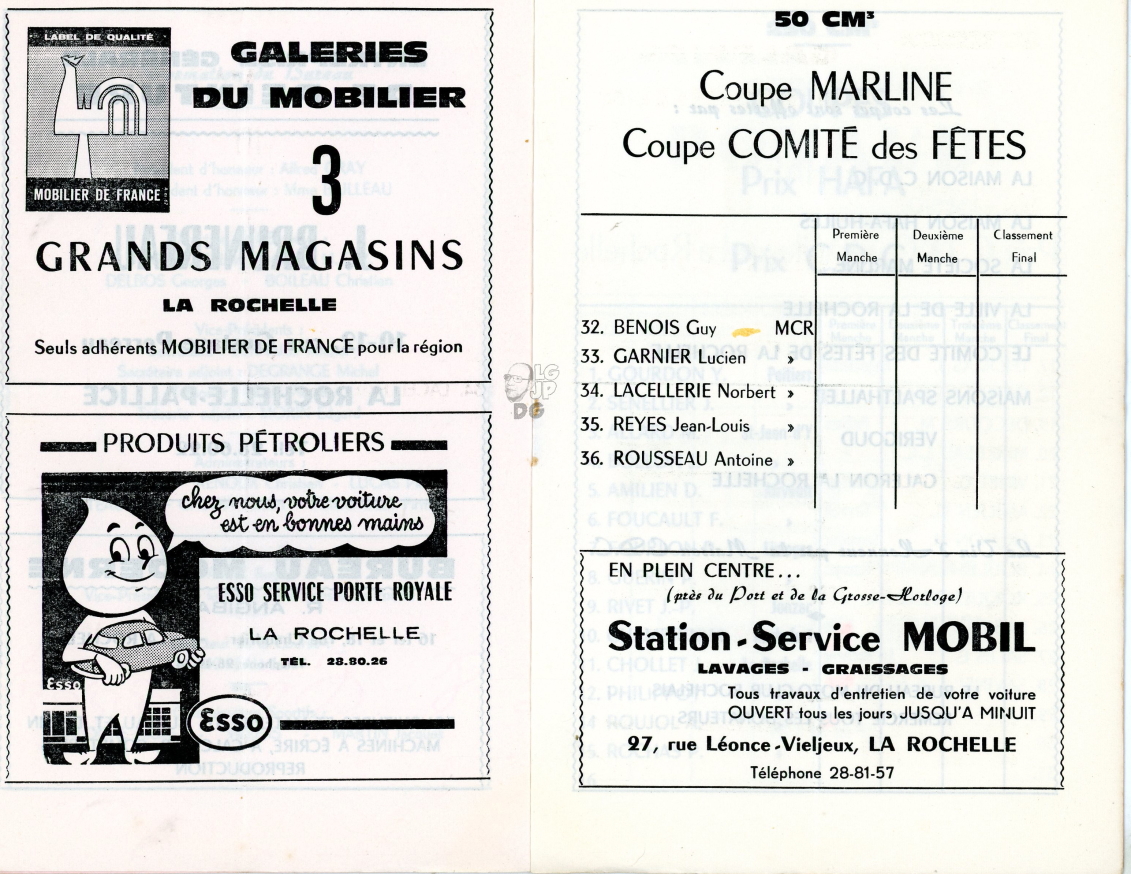 LABEL DE QUALITÉ
MOBILIER DE FRANCE
GALERIES
DU MOBILIER
3
GRANDS MAGASINS
LA ROCHELLE
Seuls adhérents MOBILIER DE FRANCE pour la région
PRODUITS PÉTROLIERS
chez nous, votre voiture
est en bonnes mains
ESSO SERVICE PORTE ROYALE
LA ROCHELLE
TÉL. 28.90.26
Esso
Esso
LG
JP
DG
50 CM³
Coupe MARLINE
Coupe COMITÉ des FÊTES
Première Manche
Deuxième Manche
Classement Final
32. BENOIS Guy MCR
33. GARNIER Lucien »
34. LACELLERIE Norbert »
35. REYES Jean-Louis »
36. ROUSSEAU Antoine »
EN PLEIN CENTRE...
(près du Port et de la Grosse-Horloge)
Station-Service MOBIL
LAVAGES - GRAISSAGES
Tous travaux d'entretien de votre voiture
OUVERT tous les jours JUSQU'A MINUIT
27, rue Léonce-Vieljeux, LA ROCHELLE
Téléphone 28-81-57